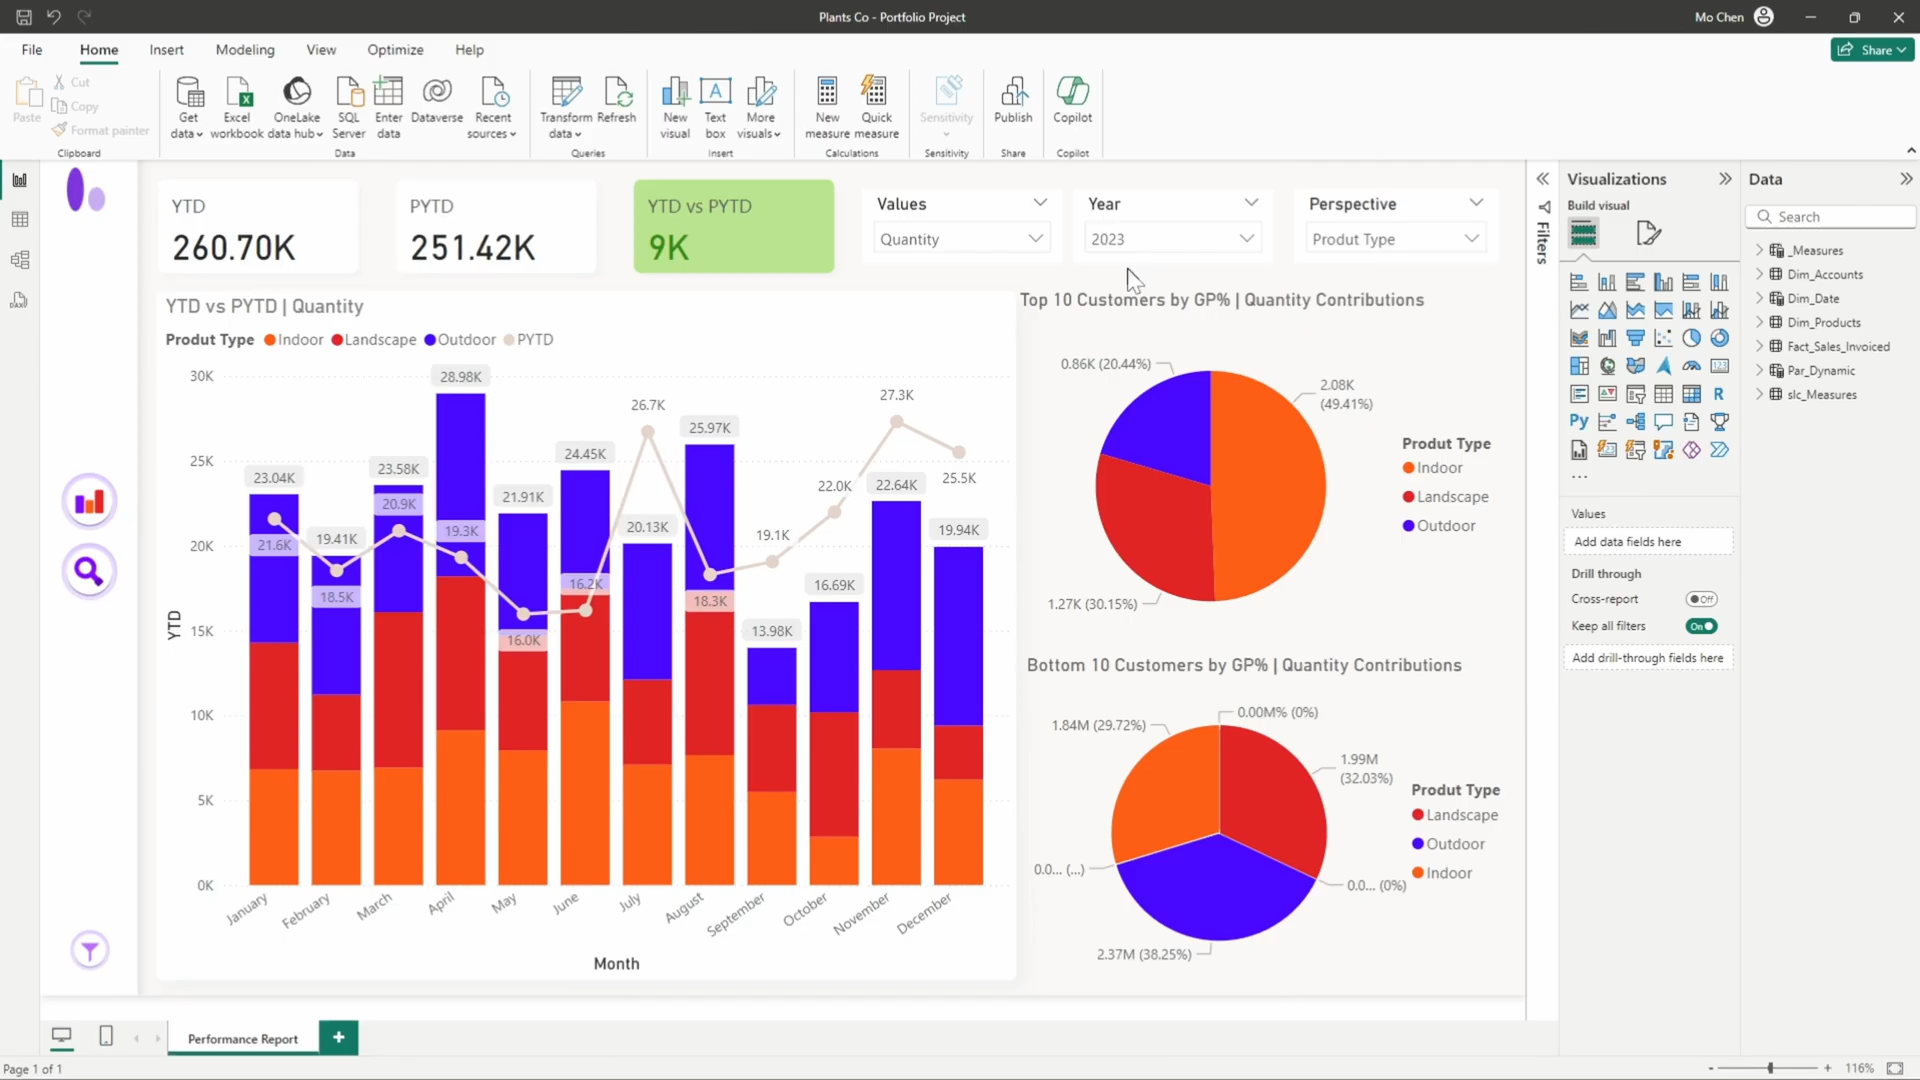 Plants Co - Portfolio Project
Mo Chen
File Home Insert Modeling View Optimize Help
Share
Paste
Cut
Copy
Format painter
Clipboard
Get data
Excel workbook
OneLake data hub
SQL Server
Enter data
Dataverse
Recent sources
Data
Transform data
Refresh
Queries
New visual
Text box
More visuals
Insert
New measure
Quick measure
Calculations
Sensitivity
Sensitivity
Publish
Share
Copilot
Copilot
YTD
260.70K
PYTD
251.42K
YTD vs PYTD
9K
Values
Quantity
Year
2023
Perspective
Produt Type
YTD vs PYTD | Quantity
Produt Type Indoor Landscape Outdoor PYTD
30K
25K
20K
15K
10K
5K
0K
YTD
23.04K
21.6K
19.41K
18.5K
23.58K
20.9K
28.98K
19.3K
21.91K
16.0K
24.45K
16.2K
26.7K
20.13K
25.97K
18.3K
19.1K
13.98K
22.0K
16.69K
27.3K
22.64K
25.5K
19.94K
January
February
March
April
May
June
July
August
September
October
November
December
Month
Top 10 Customers by GP% | Quantity Contributions
0.86K (20.44%)
2.08K
(49.41%)
1.27K (30.15%)
Produt Type
Indoor
Landscape
Outdoor
Bottom 10 Customers by GP% | Quantity Contributions
0.00M% (0%)
1.84M (29.72%)
1.99M
(32.03%)
0.0... (...)
0.0... (0%)
2.37M (38.25%)
Produt Type
Landscape
Outdoor
Indoor
Filters
Visualizations
Build visual
R
Py
123
...
Values
Add data fields here
Drill through
Cross-report
Off
Keep all filters
On
Add drill-through fields here
Data
Search
_Measures
Dim_Accounts
Dim_Date
Dim_Products
Fact_Sales_Invoiced
Par_Dynamic
slc_Measures
Performance Report
+
Page 1 of 1
- + 116%